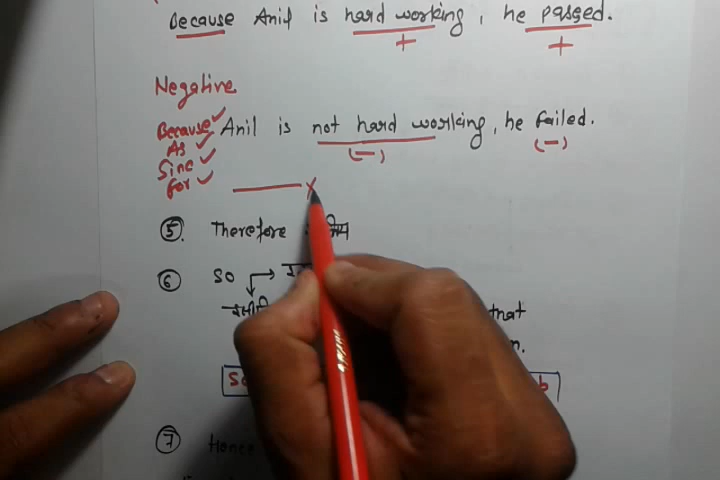 Because Anil is hard working, he passed.
+ +
Negative
Because Anil is not hard working, he failed.
As (-) (-)
Sinc
for
⑤. Therefore
⑥ so
that
⑦ Hence